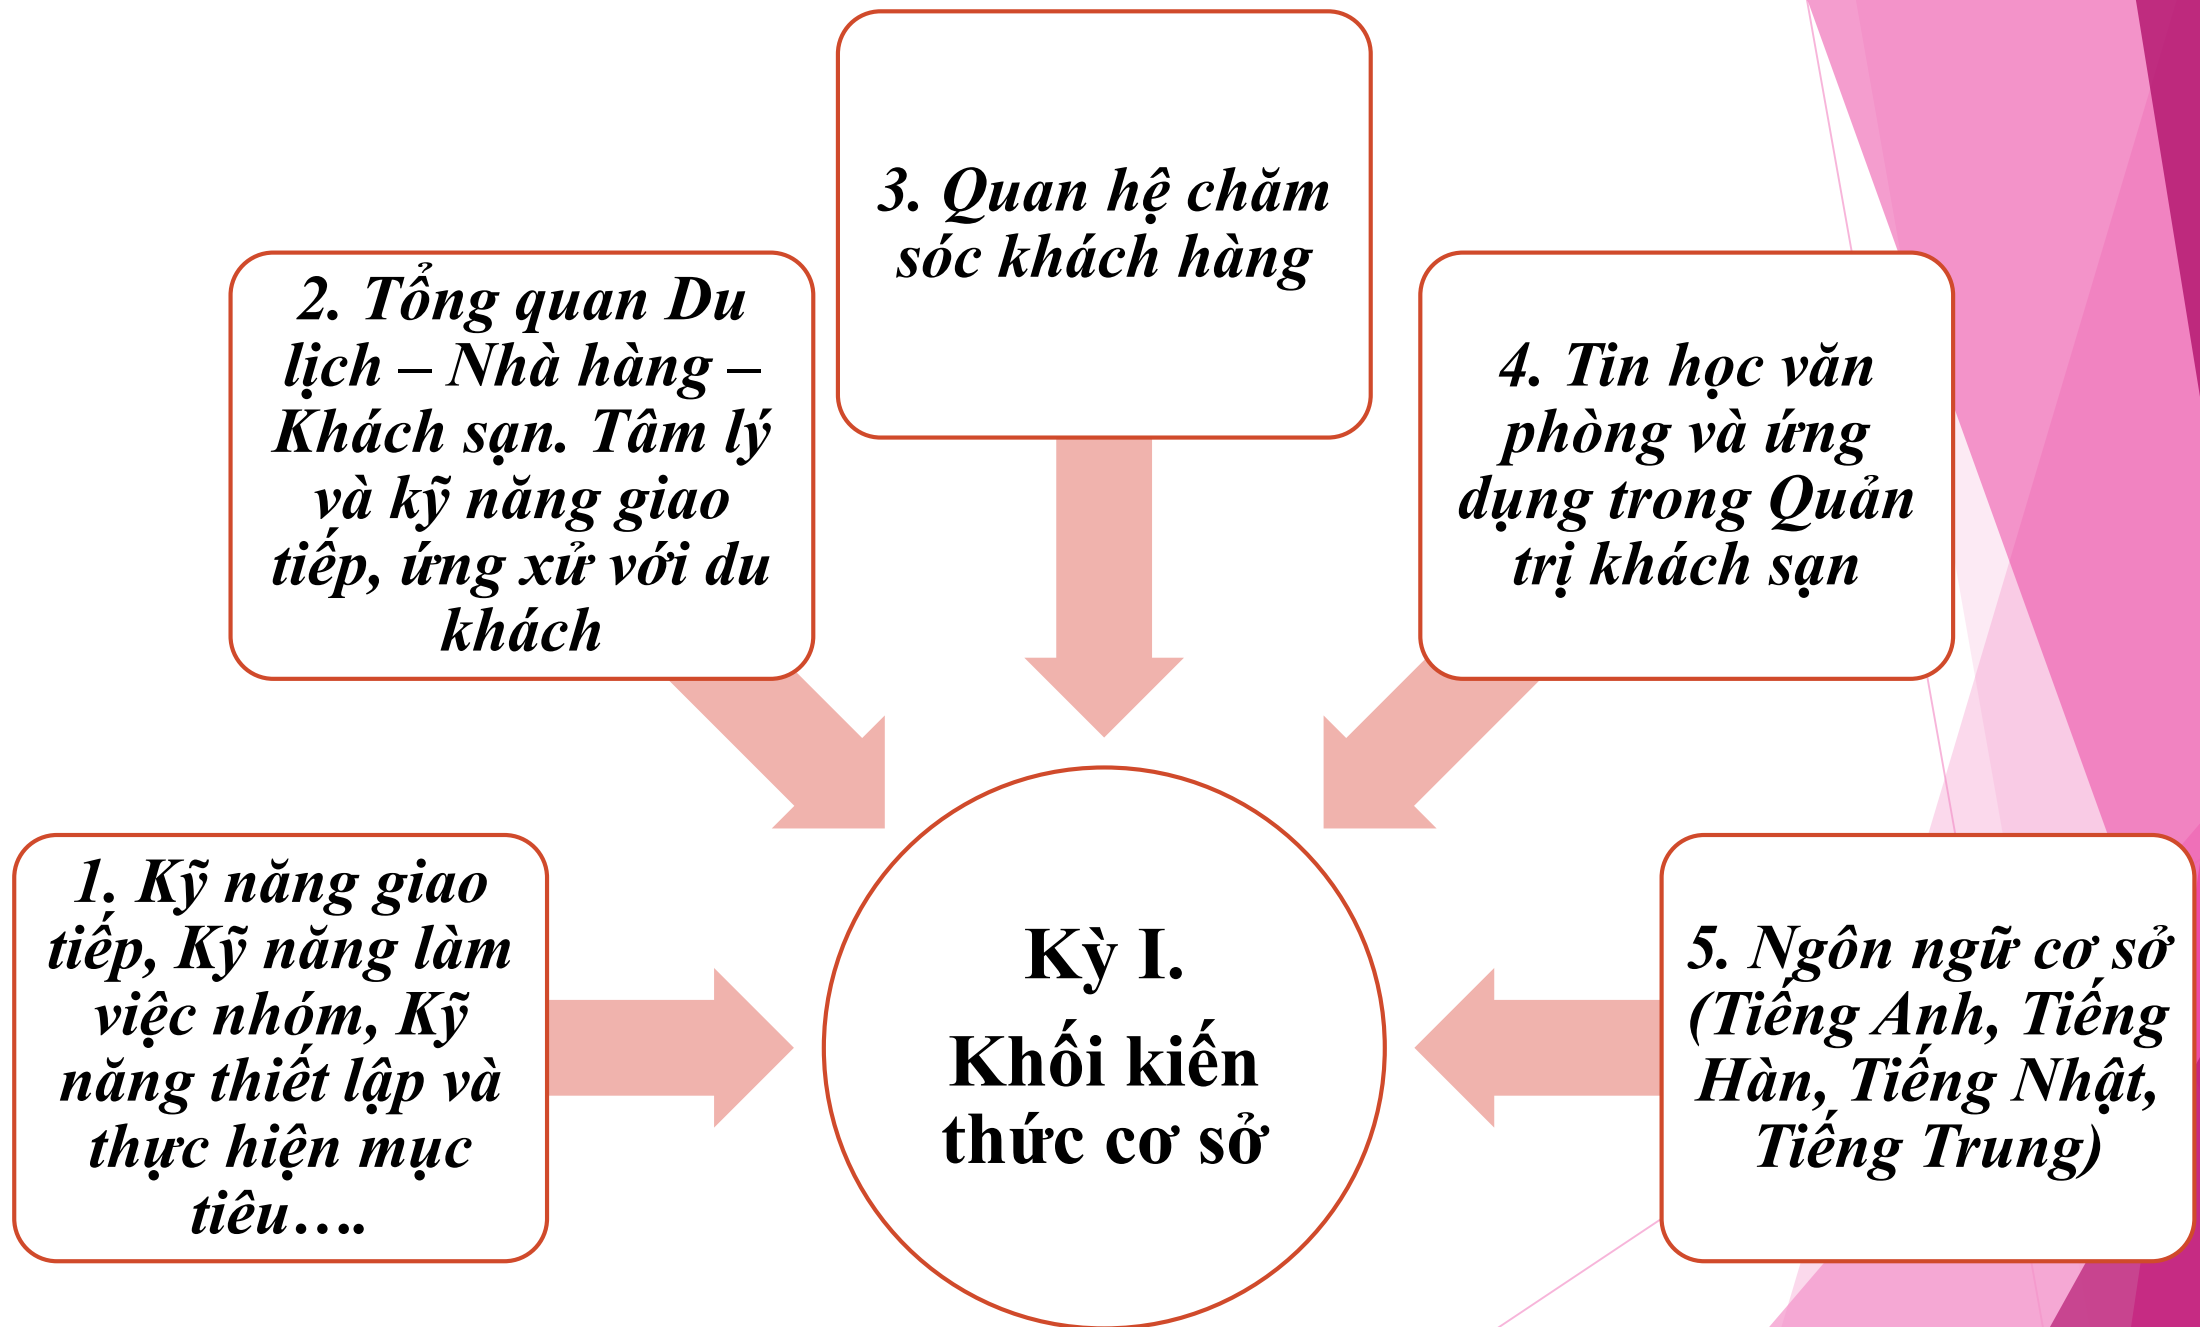 3. Quan hệ chăm
sóc khách hàng
2. Tổng quan Du
lịch – Nhà hàng –
Khách sạn. Tâm lý
và kỹ năng giao
tiếp, ứng xử với du
khách
4. Tin học văn
phòng và ứng
dụng trong Quản
trị khách sạn
1. Kỹ năng giao
tiếp, Kỹ năng làm
việc nhóm, Kỹ
năng thiết lập và
thực hiện mục
tiêu….
Kỳ I.
Khối kiến
thức cơ sở
5. Ngôn ngữ cơ sở
(Tiếng Anh, Tiếng
Hàn, Tiếng Nhật,
Tiếng Trung)